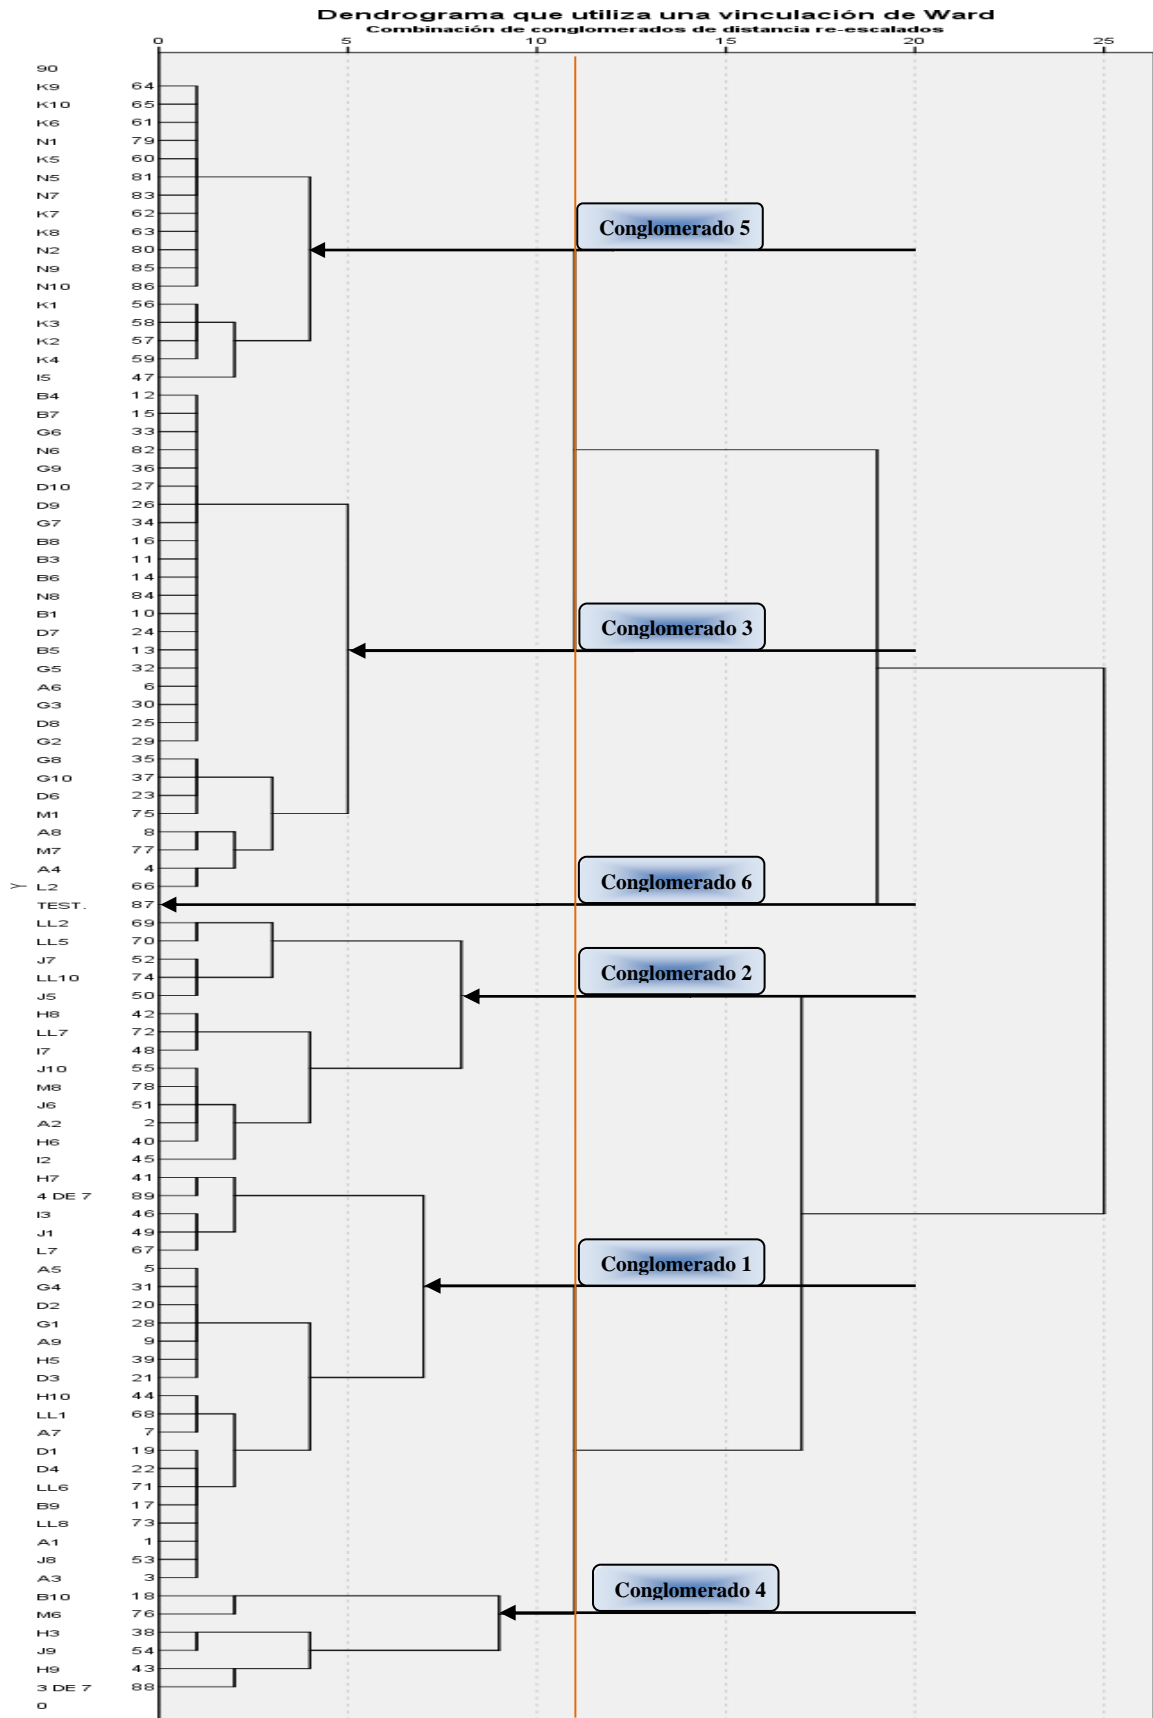 Dendrograma que utiliza una vinculación de Ward
Combinación de conglomerados de distancia re-escalados
0 5 10 15 20 25
90
K9 64
K10 65
K6 61
N1 79
K5 60
N5 81
N7 83
K7 62
K8 63
Conglomerado 5
N2 80
N9 85
N10 86
K1 56
K3 58
K2 57
K4 59
I5 47
B4 12
B7 15
G6 33
N6 82
G9 36
D10 27
D9 26
G7 34
B8 16
B3 11
B6 14
N8 84
B1 10
D7 24
Conglomerado 3
B5 13
G5 32
A6 6
G3 30
D8 25
G2 29
G8 35
G10 37
D6 23
M1 75
A8 8
M7 77
A4 4
Y
L2 66
Conglomerado 6
TEST. 87
LL2 69
LL5 70
J7 52
LL10 74
Conglomerado 2
J5 50
H8 42
LL7 72
I7 48
J10 55
M8 78
J6 51
A2 2
H6 40
I2 45
H7 41
4 DE 7 89
I3 46
J1 49
L7 67
Conglomerado 1
A5 5
G4 31
D2 20
G1 28
A9 9
H5 39
D3 21
H10 44
LL1 68
A7 7
D1 19
D4 22
LL6 71
B9 17
LL8 73
A1 1
J8 53
A3 3
Conglomerado 4
B10 18
M6 76
H3 38
J9 54
H9 43
3 DE 7 88
0